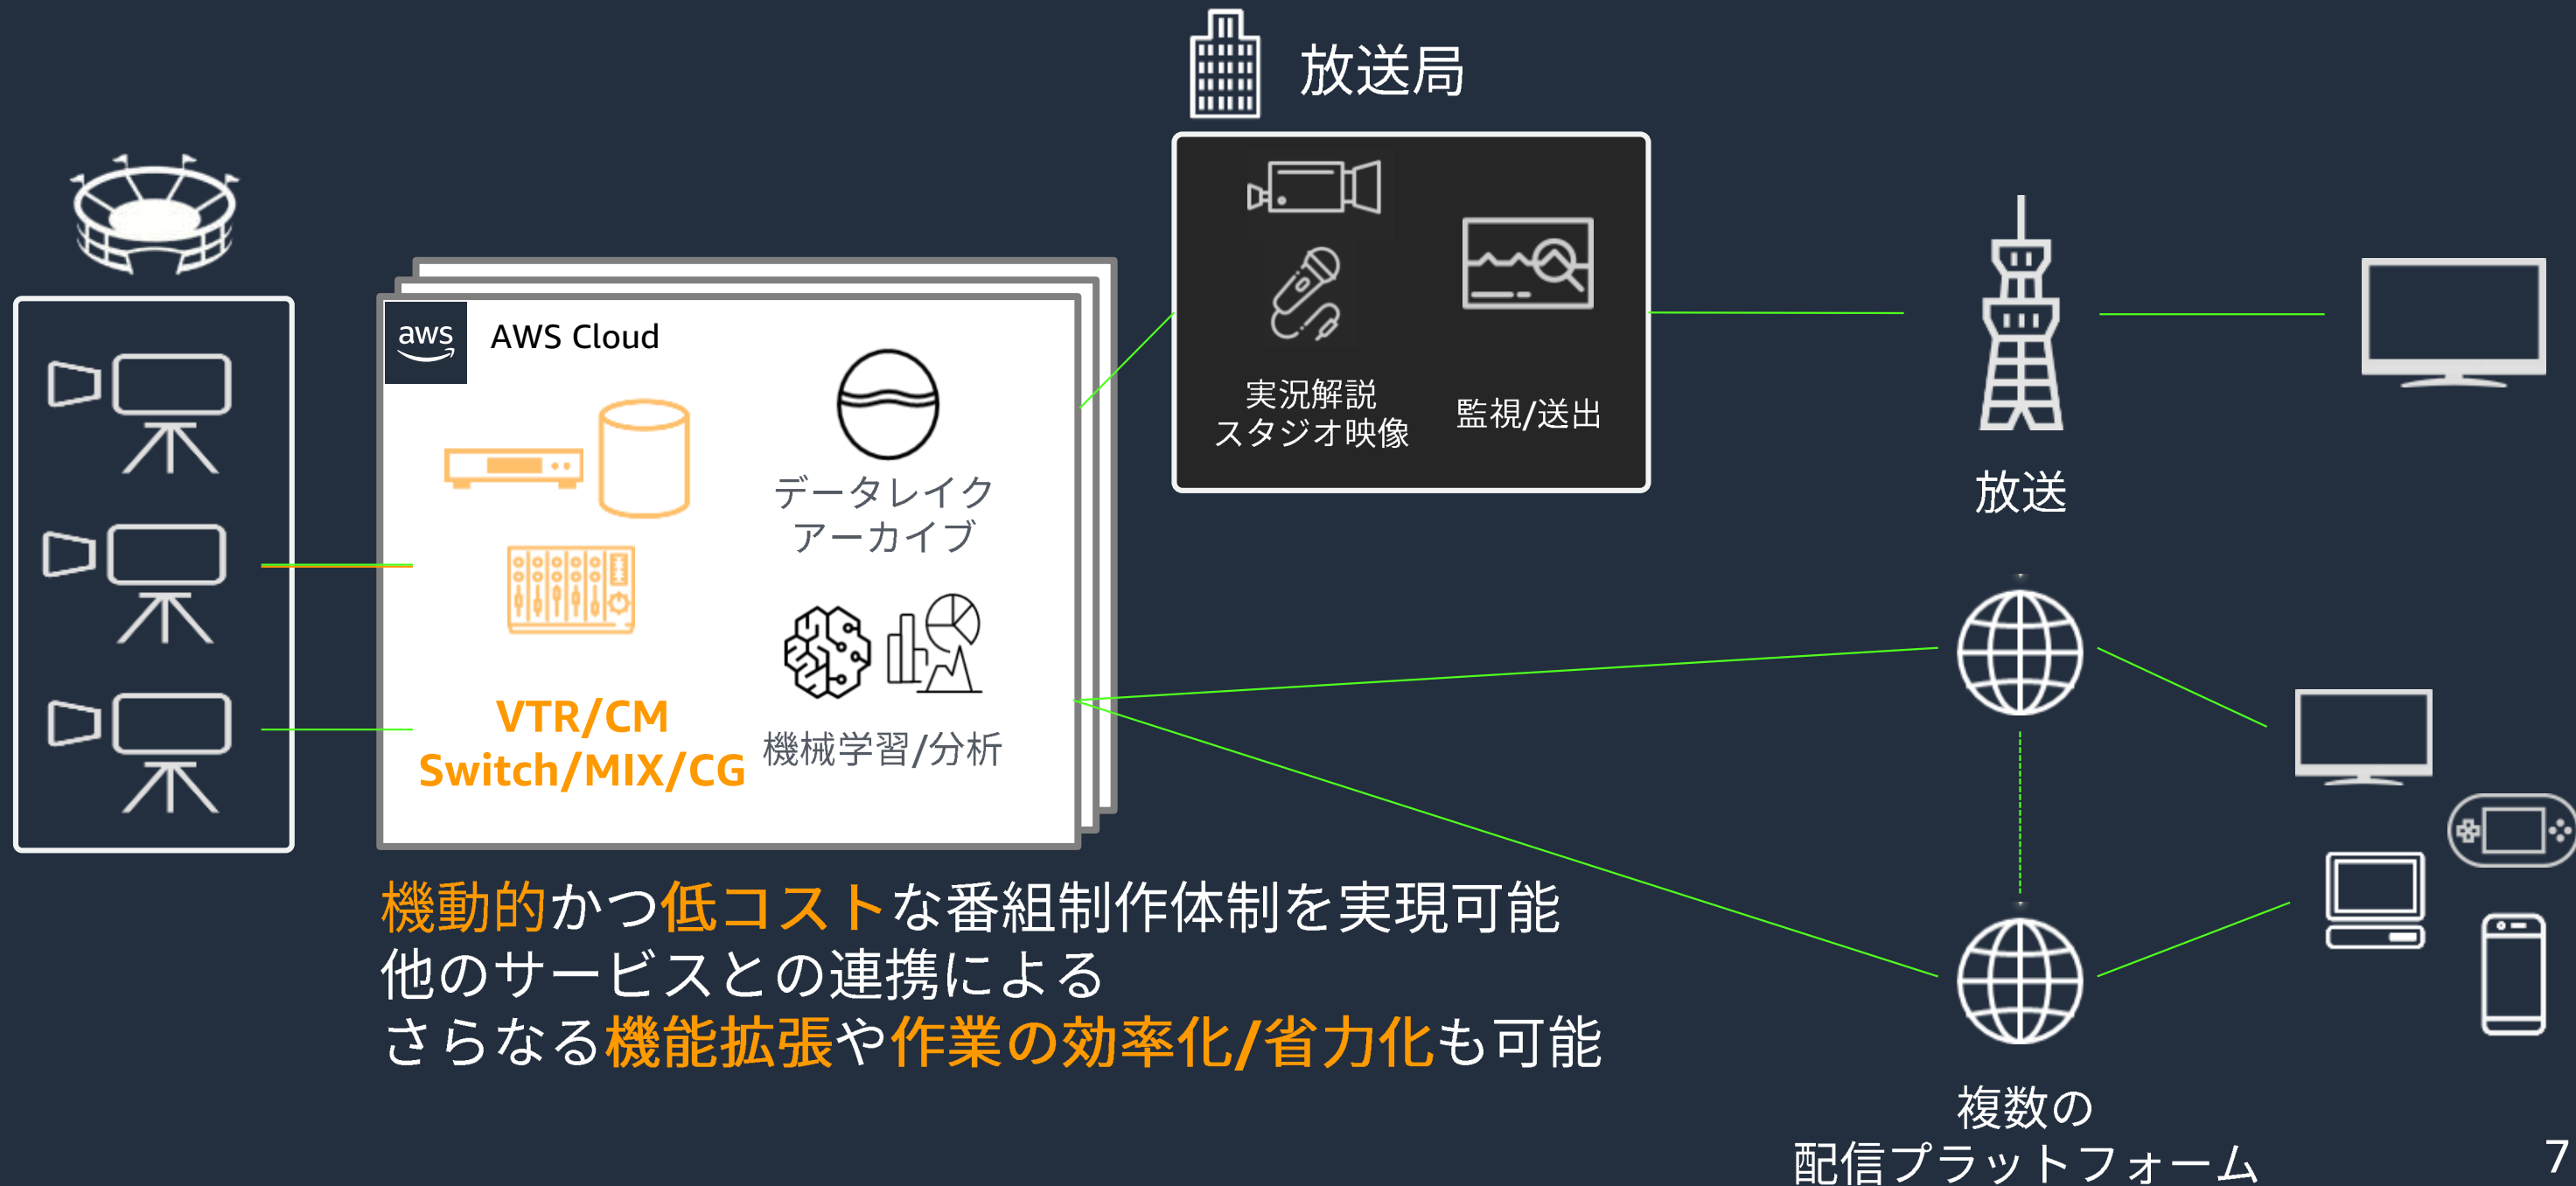 放送局
aws
AWS Cloud
データレイク
アーカイブ
VTR/CM
Switch/MIX/CG
機械学習/分析
実況解説
スタジオ映像
監視/送出
放送
機動的かつ低コストな番組制作体制を実現可能
他のサービスとの連携による
さらなる機能拡張や作業の効率化/省力化も可能
複数の
配信プラットフォーム
7